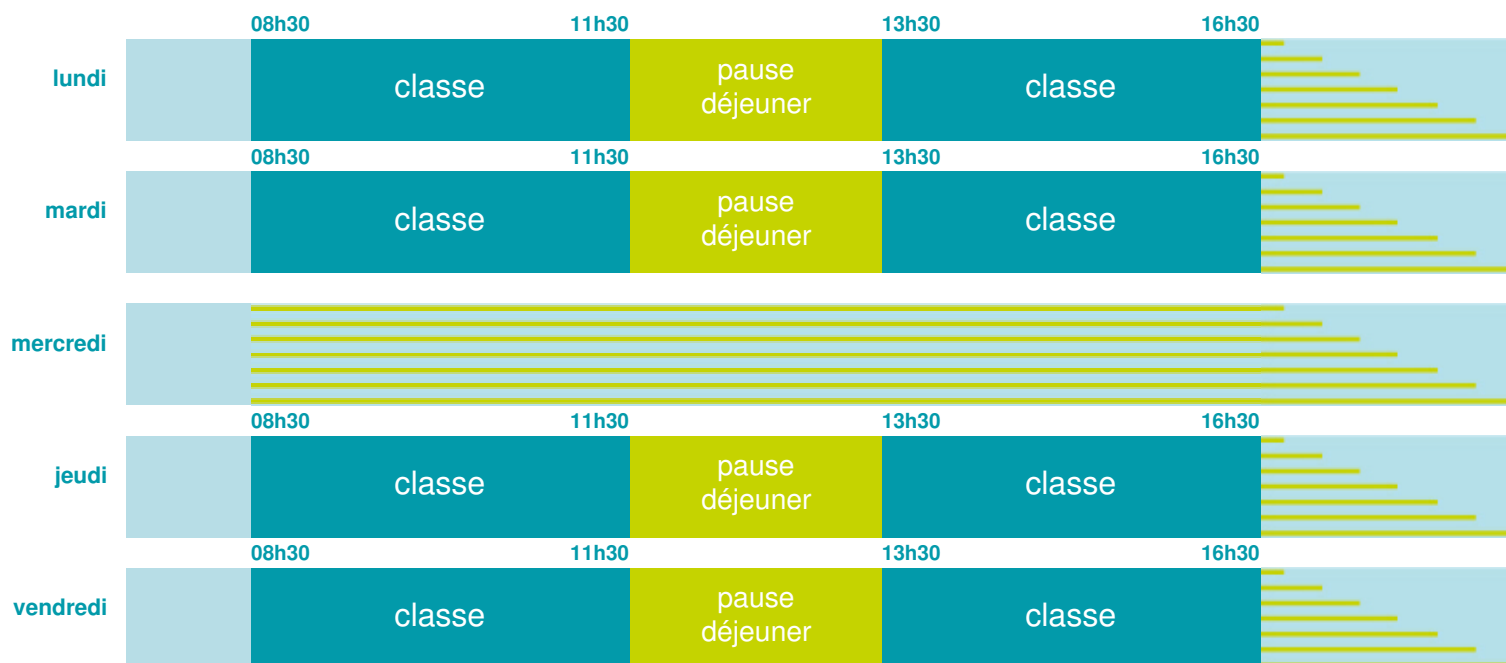 08h30 11h30 13h30 16h30
lundi classe pause déjeuner classe
08h30 11h30 13h30 16h30
mardi classe pause déjeuner classe
mercredi
08h30 11h30 13h30 16h30
jeudi classe pause déjeuner classe
08h30 11h30 13h30 16h30
vendredi classe pause déjeuner classe